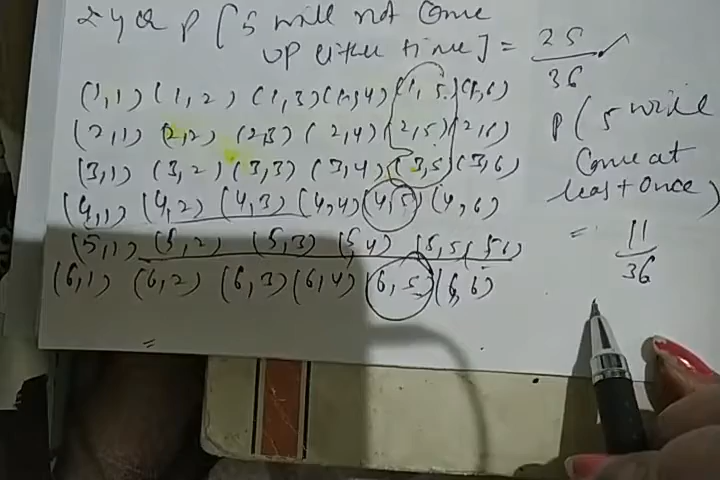 P [ 5 will not come
up either time ] = 25/36
(1,1) (1,2) (1,3) (1,4) (1,5) (1,6)
(2,1) (2,2) (2,3) (2,4) (2,5) (2,6)
(3,1) (3,2) (3,3) (3,4) (3,5) (3,6)
(4,1) (4,2) (4,3) (4,4) (4,5) (4,6)
(5,1) (5,2) (5,3) (5,4) (5,5) (5,6)
(6,1) (6,2) (6,3) (6,4) (6,5) (6,6)
P ( 5 will
come at
least once )
= 11/36
=